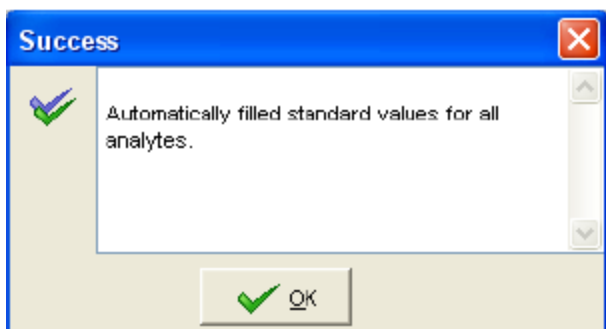 Success
Automatically filled standard values for all
analytes.
OK